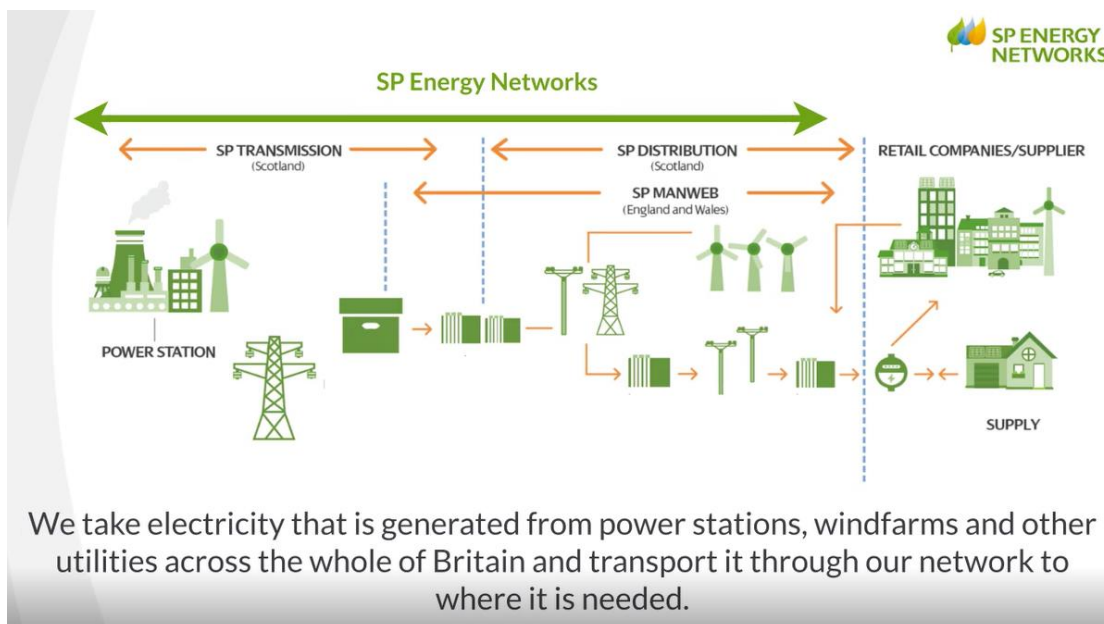 SP ENERGY
NETWORKS
SP Energy Networks
SP TRANSMISSION
(Scotland)
SP DISTRIBUTION
(Scotland)
RETAIL COMPANIES/SUPPLIER
SP MANWEB
(England and Wales)
POWER STATION
SUPPLY
We take electricity that is generated from power stations, windfarms and other
utilities across the whole of Britain and transport it through our network to
where it is needed.